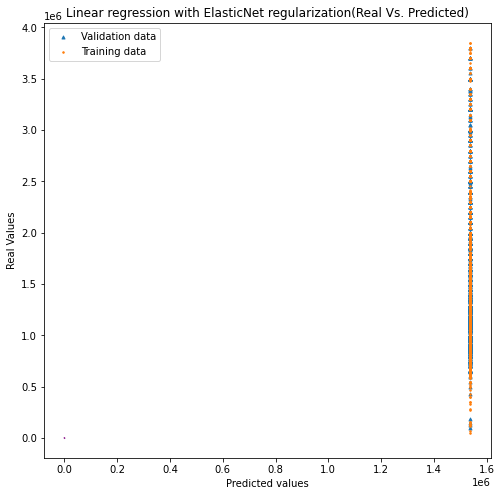 Linear regression with ElasticNet regularization(Real Vs. Predicted)
1e6
Validation data
Training data
4.0
3.5
3.0
2.5
2.0
1.5
1.0
0.5
0.0
Real Values
0.0 0.2 0.4 0.6 0.8 1.0 1.2 1.4 1.6
1e6
Predicted values